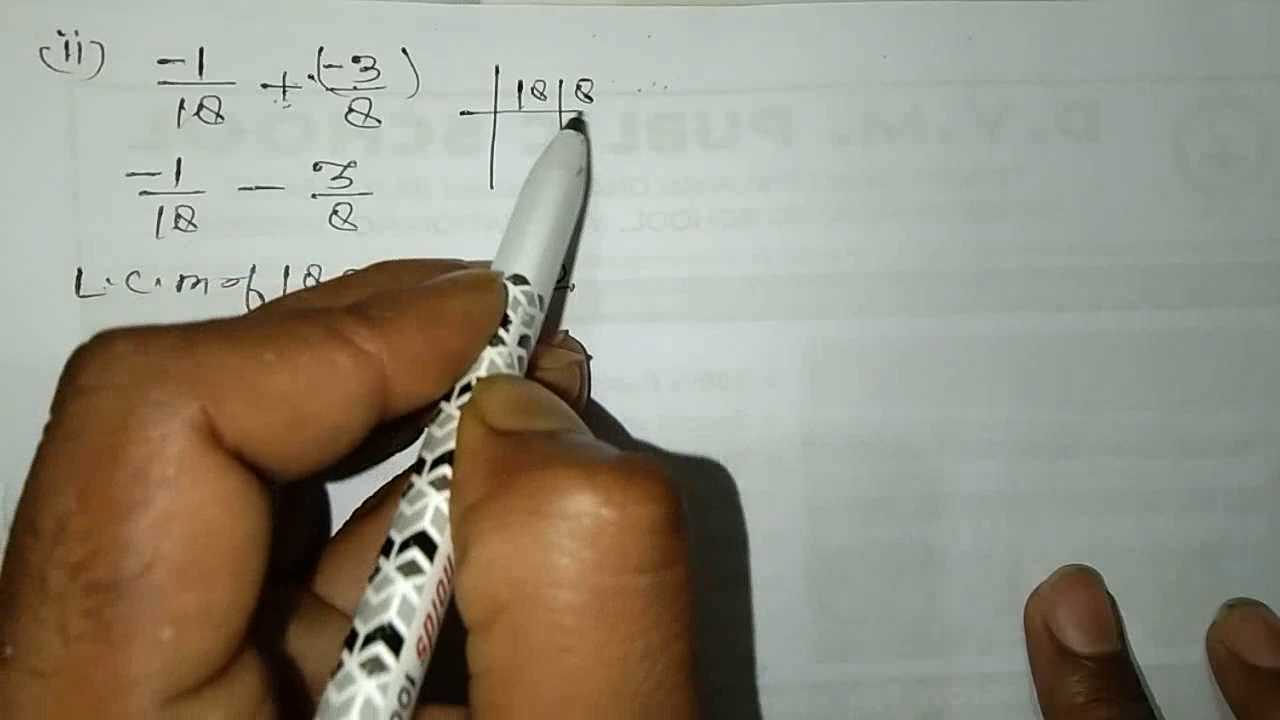 (ii) -1/18 + (-3/8) 18 8
-1/18 - 3/8
L.C.M of 18